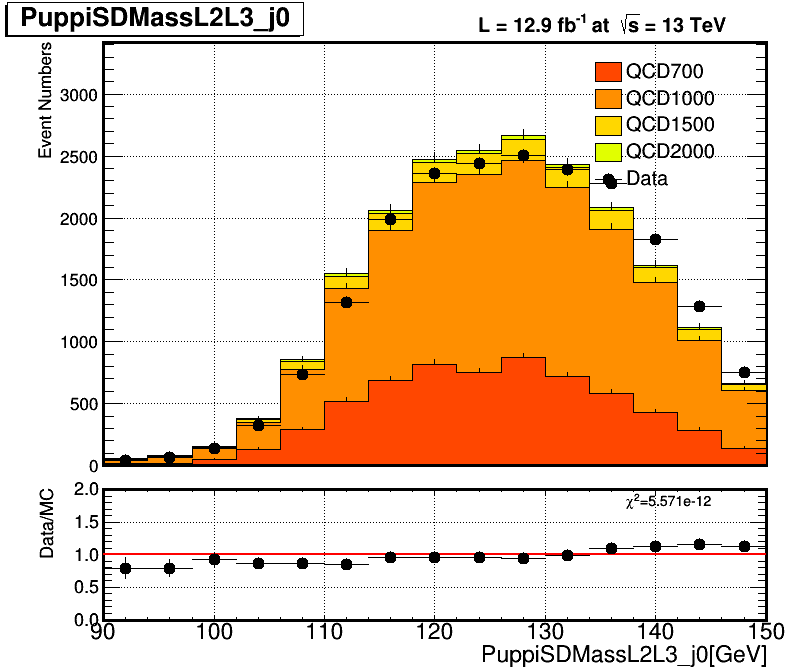 PuppiSDMassL2L3_j0
L = 12.9 fb⁻¹ at √s = 13 TeV
Event Numbers
3000
2500
2000
1500
1000
500
0
QCD700
QCD1000
QCD1500
QCD2000
Data
Data/MC
2.0
1.5
1.0
0.5
0.0
χ²=5.571e-12
90 100 110 120 130 140 150
PuppiSDMassL2L3_j0[GeV]